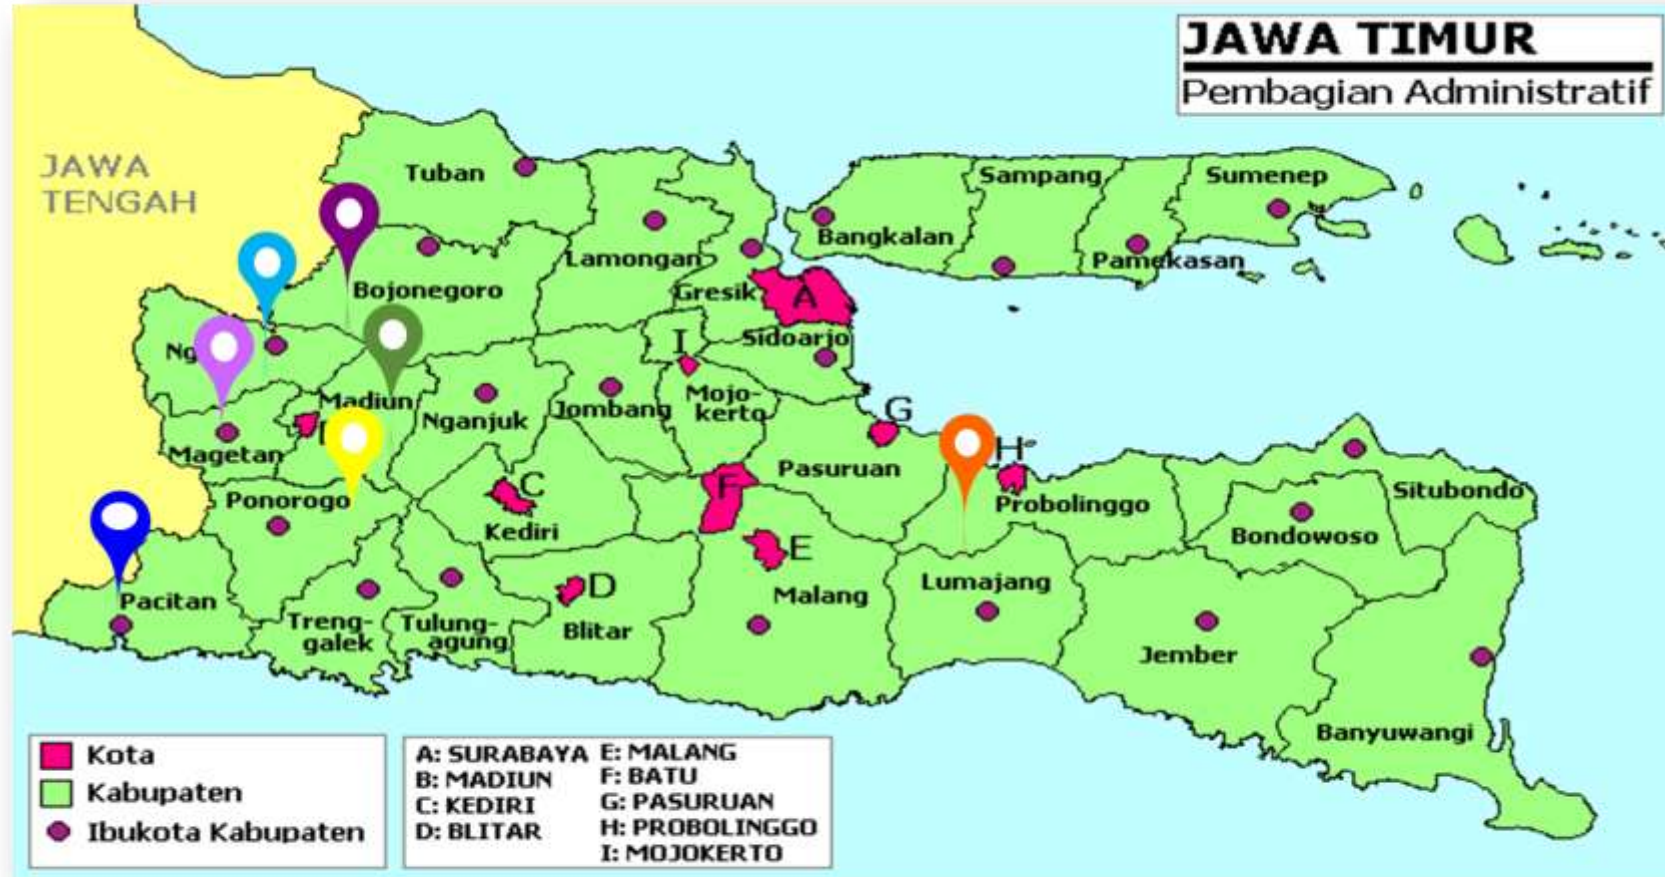 JAWA TIMUR
Pembagian Administratif
JAWA
TENGAH
Tuban
Sampang
Sumenep
Bangkalan
Pamekasan
Lamongan
Bojonegoro
Gresik
A
Sidoarjo
I
Ng
Madiun
Nganjuk
Jombang
Mojo-
kerto
G
H
Magetan
Pasuruan
Ponorogo
C
F
Probolinggo
Situbondo
Kediri
Bondowoso
E
D
Lumajang
Pacitan
Malang
Treng-
galek
Tulung-
agung
Blitar
Jember
Banyuwangi
Kota
Kabupaten
Ibukota Kabupaten
A: SURABAYA
B: MADIUN
C: KEDIRI
D: BLITAR
E: MALANG
F: BATU
G: PASURUAN
H: PROBOLINGGO
I: MOJOKERTO